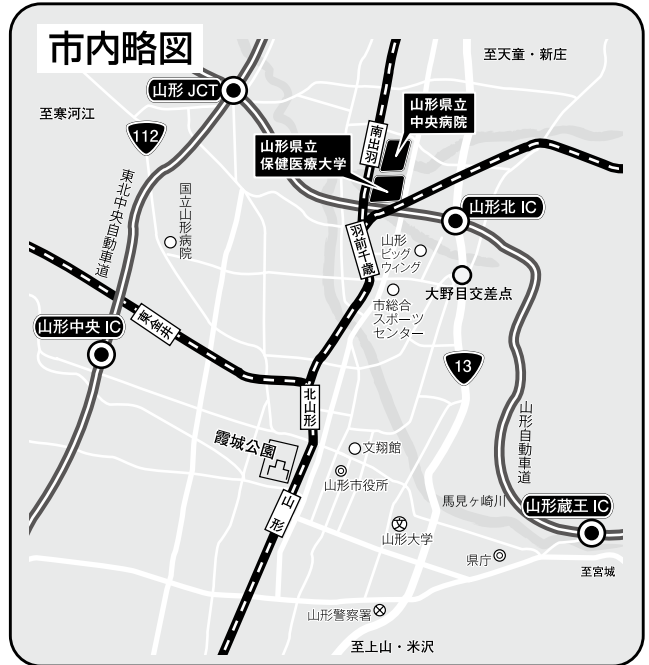 市内略図
至天童・新庄
山形 JCT
至寒河江
112
山形県立
中央病院
山形県立
保健医療大学
南出羽
東北中央自動車道
国立山形病院
山形北 IC
羽前千歳
山形
ビッグ
ウィング
大野目交差点
市総合
スポーツ
センター
山形中央 IC
東金井
13
北山形
霞城公園
文翔館
山形自動車道
山形市役所
馬見ヶ崎川
山形蔵王 IC
山形
文
山形大学
県庁
至宮城
山形警察署
至上山・米沢